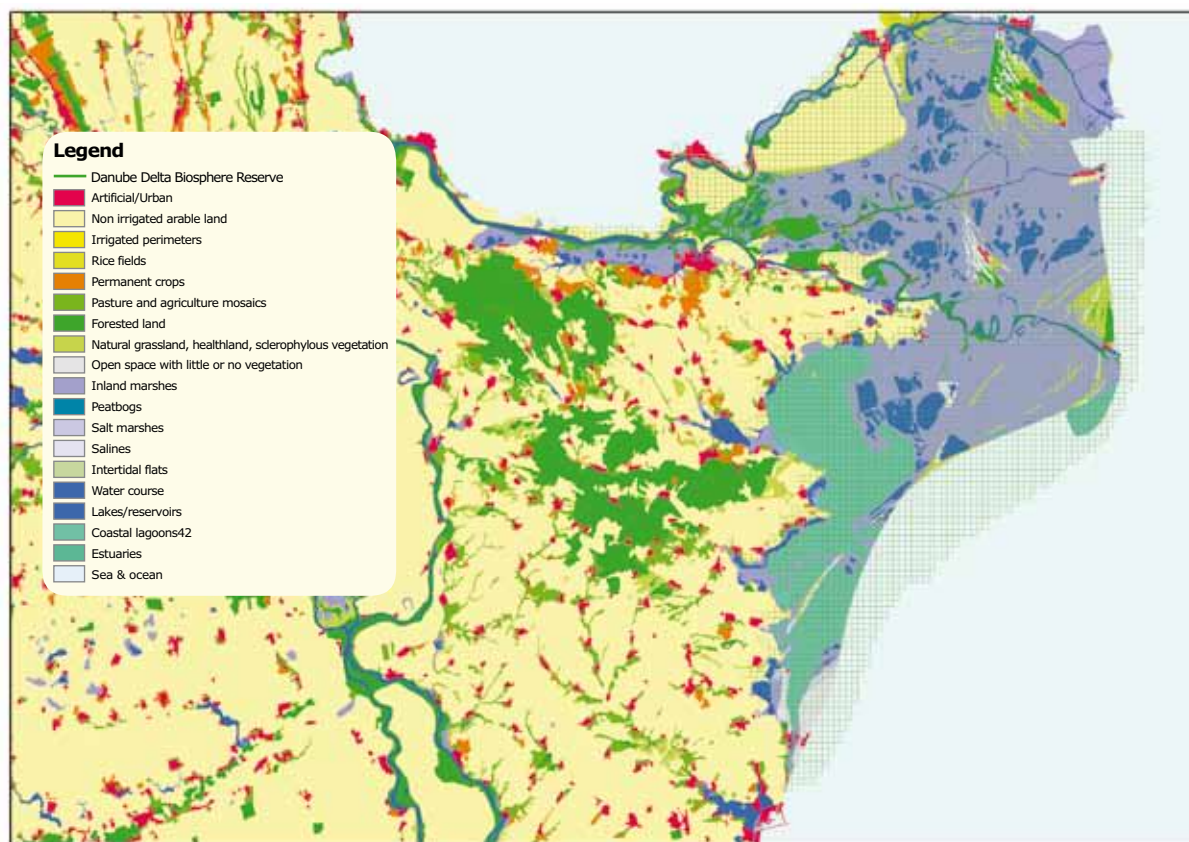 Legend
Danube Delta Biosphere Reserve
Artificial/Urban
Non irrigated arable land
Irrigated perimeters
Rice fields
Permanent crops
Pasture and agriculture mosaics
Forested land
Natural grassland, healthland, sclerophylous vegetation
Open space with little or no vegetation
Inland marshes
Peatbogs
Salt marshes
Salines
Intertidal flats
Water course
Lakes/reservoirs
Coastal lagoons42
Estuaries
Sea & ocean